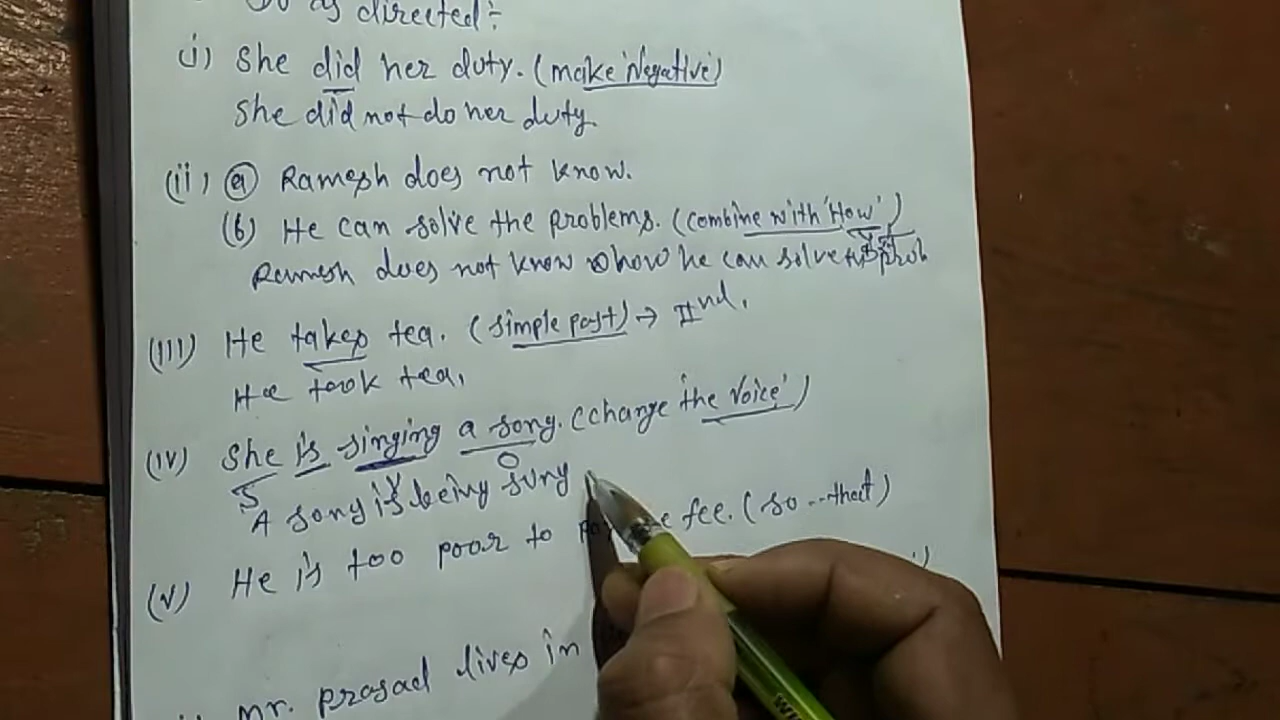 Do as directed:-
(i) She did her duty. (make 'Negative')
She did not do her duty.
(ii) (a) Ramesh does not know.
(b) He can solve the problems. (combine with 'How')
Ramesh does not know how he can solve the prob
(III) He takes tea. (simple past) → IInd.
He took tea.
(IV) She is singing a song. (change the 'Voice')
S V O
A song is being sung
(V) He is too poor to fee. (so...that)
Mr. prasad lives in